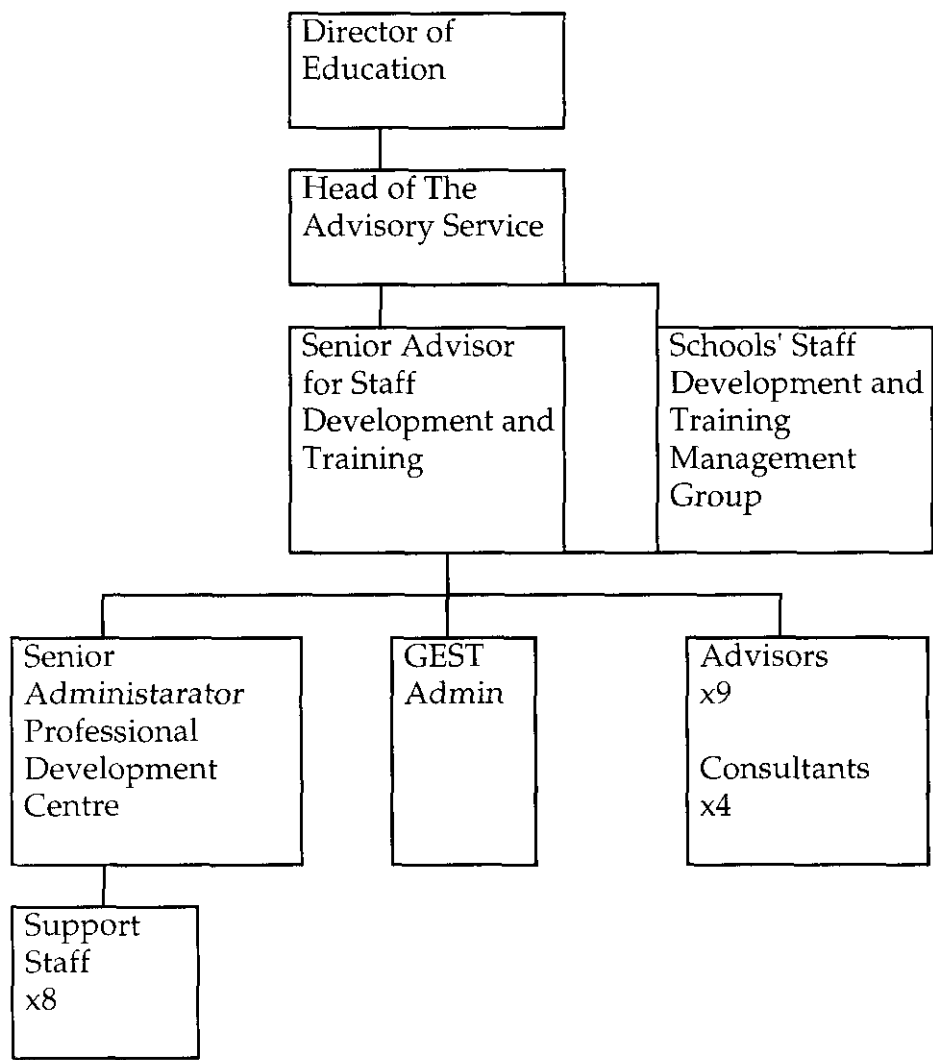 Director of
Education
Head of The
Advisory Service
Senior Advisor
for Staff
Development and
Training
Schools' Staff
Development and
Training
Management
Group
Senior
Administarator
Professional
Development
Centre
GEST
Admin
Advisors
x9
Consultants
x4
Support
Staff
x8